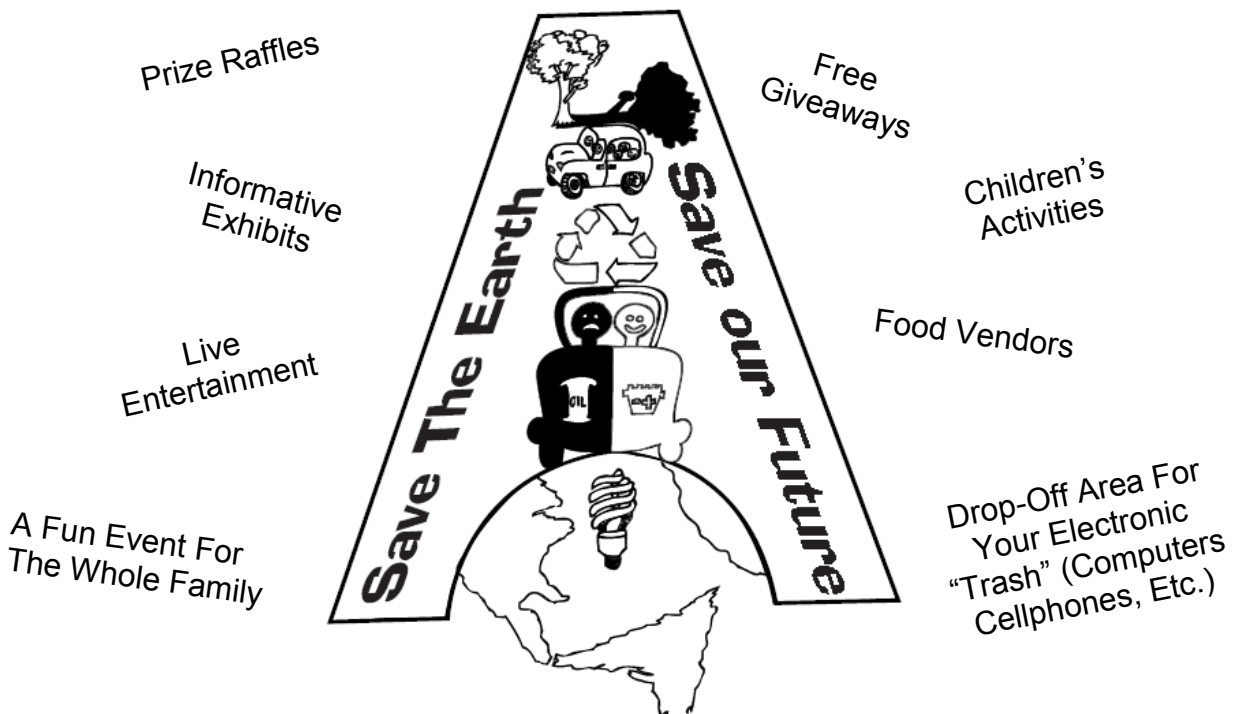 Prize Raffles
Free
Giveaways
Informative
Exhibits
Children's
Activities
Save The Earth
Save our Future
Live
Entertainment
Food Vendors
OIL
A Fun Event For
The Whole Family
Drop-Off Area For
Your Electronic
“Trash” (Computers
Cellphones, Etc.)